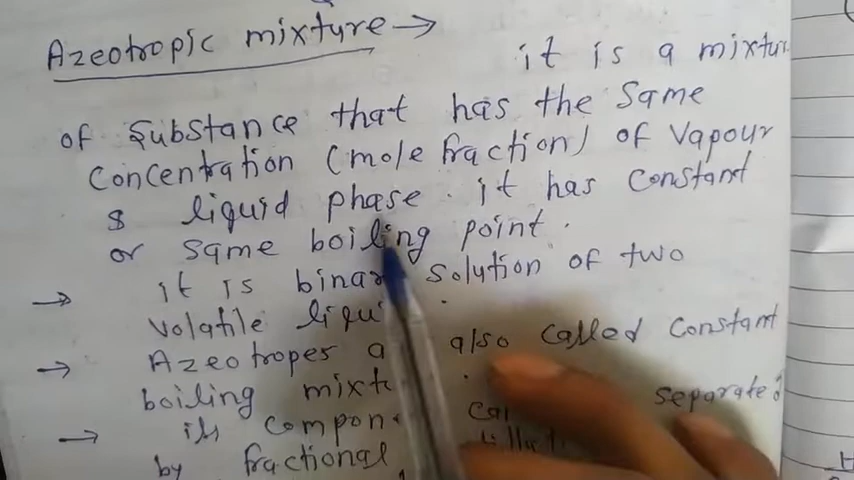 Azeotropic mixture →
it is a mixtur
of substance that has the same
concentration (mole fraction) of vapour
& liquid phase. it has constant
or same boiling point.
→ it is binar solution of two
volatile liqu
→ Azeotropes a also called constant
boiling mixt
→ its compon separated
by fractional